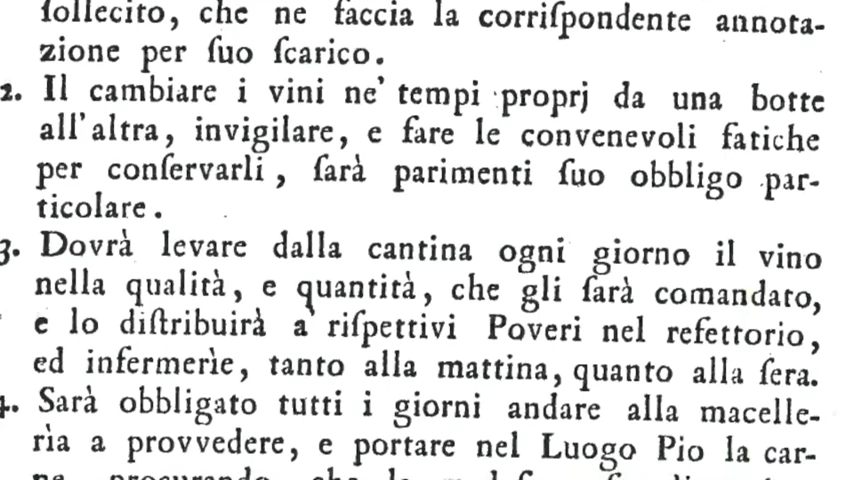 ſollecito, che ne faccia la corriſpondente annota-
zione per ſuo ſcarico.
2. Il cambiare i vini ne' tempi proprj da una botte
all'altra, invigilare, e fare le convenevoli fatiche
per conſervarli, ſarà parimenti ſuo obbligo par-
ticolare.
3. Dovrà levare dalla cantina ogni giorno il vino
nella qualità, e quantità, che gli ſarà comandato,
e lo diſtribuirà a' riſpettivi Poveri nel refettorio,
ed infermerìe, tanto alla mattina, quanto alla ſera.
4. Sarà obbligato tutti i giorni andare alla macelle-
rìa a provvedere, e portare nel Luogo Pio la car-
ne, procurando, che la